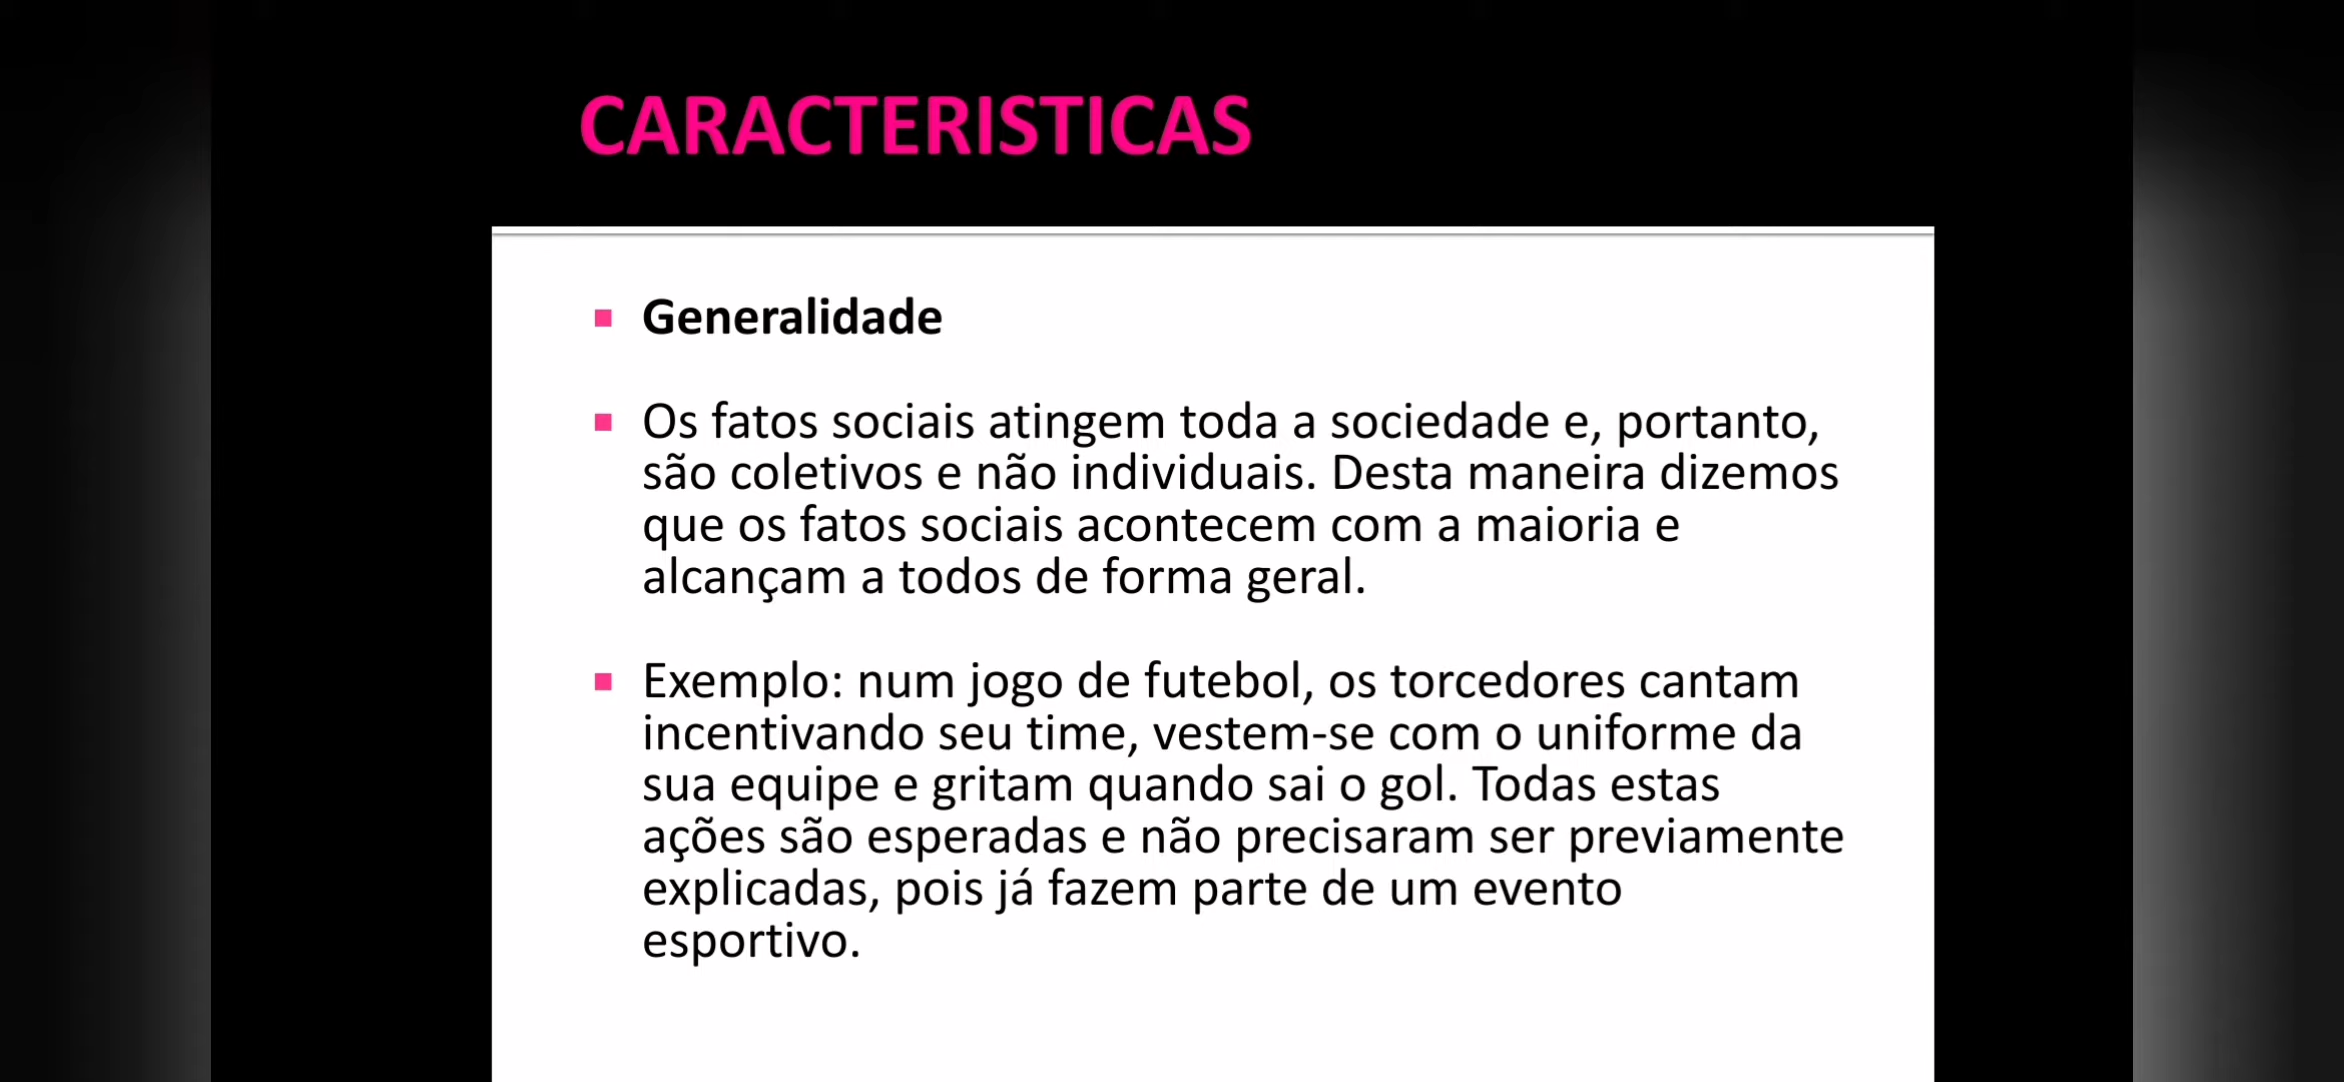 CARACTERISTICAS
Generalidade
Os fatos sociais atingem toda a sociedade e, portanto,
são coletivos e não individuais. Desta maneira dizemos
que os fatos sociais acontecem com a maioria e
alcançam a todos de forma geral.
Exemplo: num jogo de futebol, os torcedores cantam
incentivando seu time, vestem-se com o uniforme da
sua equipe e gritam quando sai o gol. Todas estas
ações são esperadas e não precisaram ser previamente
explicadas, pois já fazem parte de um evento
esportivo.